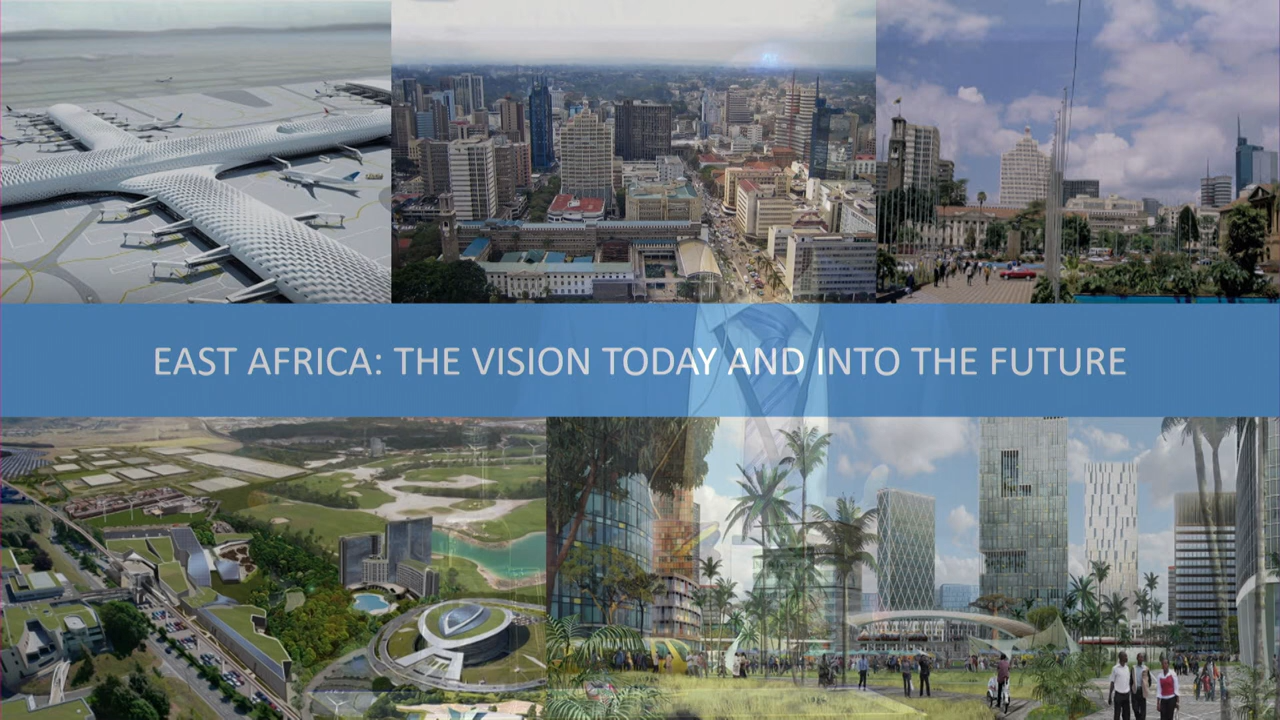 EAST AFRICA: THE VISION TODAY AND INTO THE FUTURE